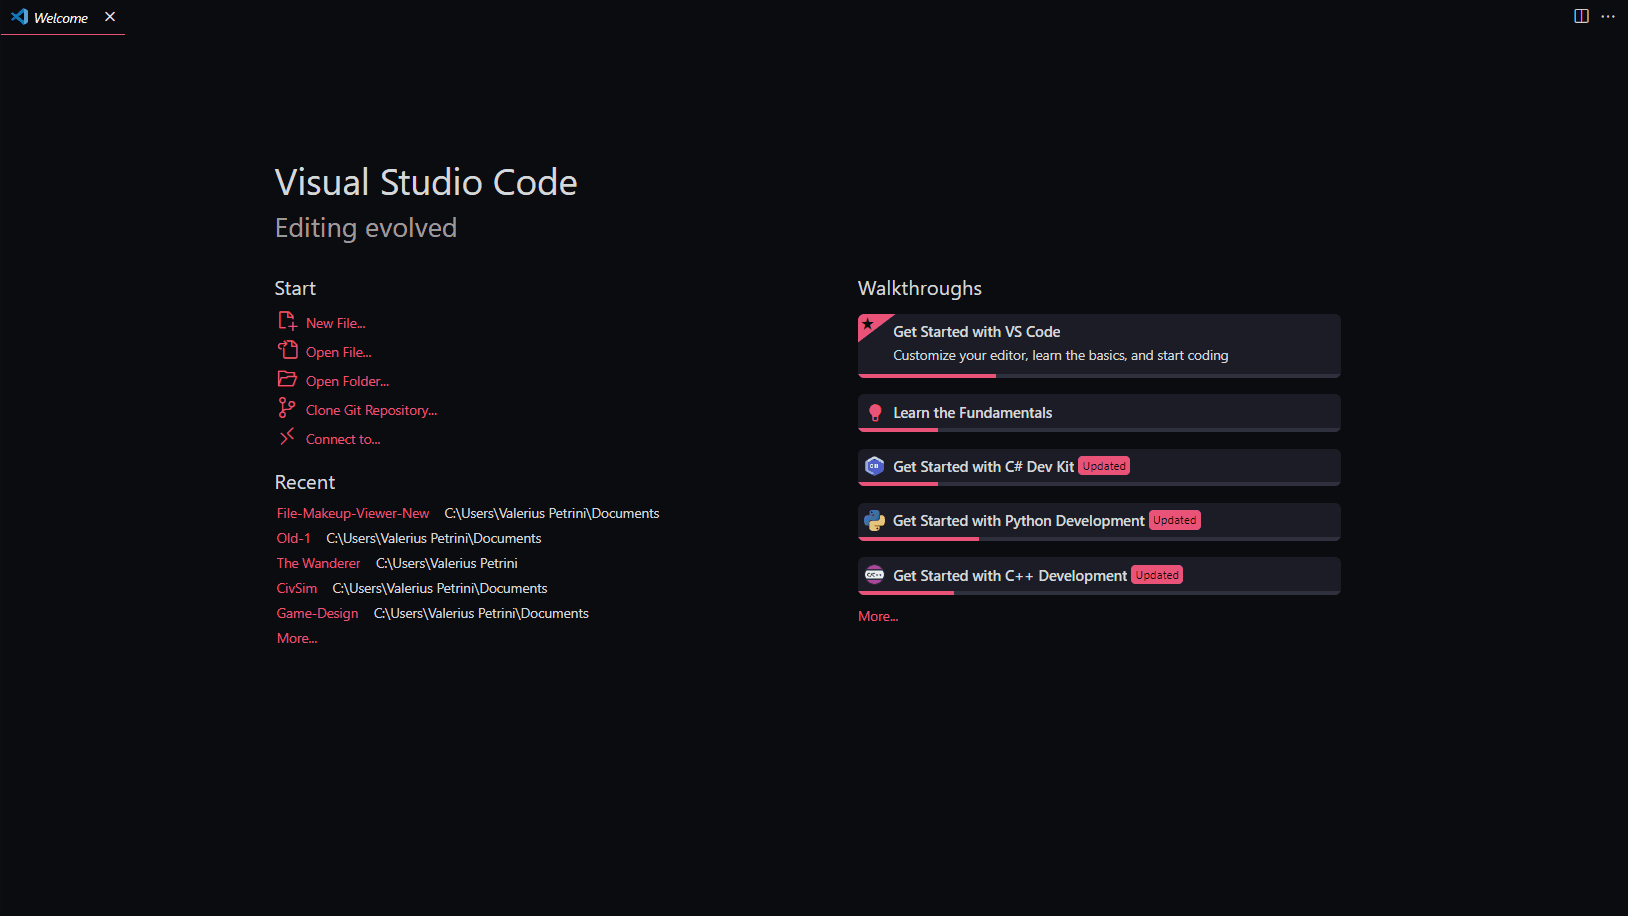 Welcome
Visual Studio Code
Editing evolved
Start
New File...
Open File...
Open Folder...
Clone Git Repository...
Connect to...
Recent
File-Makeup-Viewer-New C:\Users\Valerius Petrini\Documents
Old-1 C:\Users\Valerius Petrini\Documents
The Wanderer C:\Users\Valerius Petrini
CivSim C:\Users\Valerius Petrini\Documents
Game-Design C:\Users\Valerius Petrini\Documents
More...
Walkthroughs
Get Started with VS Code
Customize your editor, learn the basics, and start coding
Learn the Fundamentals
C#
Get Started with C# Dev Kit Updated
Get Started with Python Development Updated
C/C++
Get Started with C++ Development Updated
More...